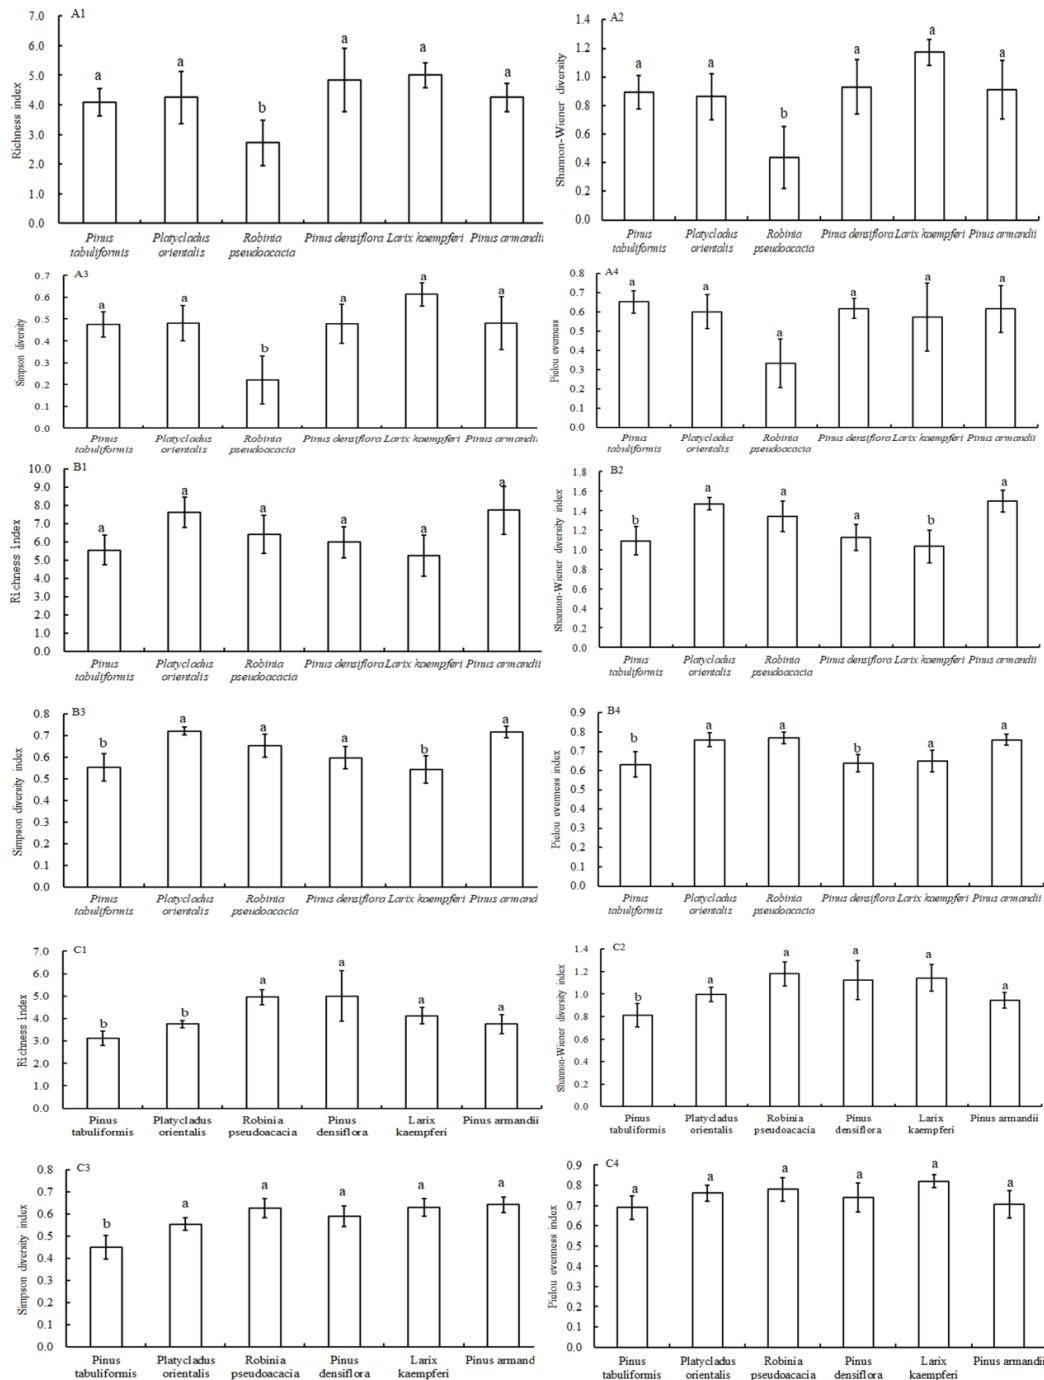 A1
Richness index
7.0
6.0
5.0
4.0
3.0
2.0
1.0
0.0
a a b a a a
Pinus Platycladus Robinia Pinus densiflora Larix kaempferi Pinus armandii
tabuliformis orientalis pseudoacacia
A2
Shannon-Wiener diversity
1.4
1.2
1.0
0.8
0.6
0.4
0.2
0.0
a a b a a a
Pinus Platycladus Robinia Pinus densiflora Larix kaempferi Pinus armandii
tabuliformis orientalis pseudoacacia
A3
Simpson diversity
0.7
0.6
0.5
0.4
0.3
0.2
0.1
0.0
a a b a a a
Pinus Platycladus Robinia Pinus densiflora Larix kaempferi Pinus armandii
tabuliformis orientalis pseudoacacia
A4
Pielou evenness
0.8
0.7
0.6
0.5
0.4
0.3
0.2
0.1
0.0
a a a a a a
Pinus Platycladus Robinia Pinus densiflora Larix kaempferi Pinus armandii
tabuliformis orientalis pseudoacacia
B1
Richness index
10.0
9.0
8.0
7.0
6.0
5.0
4.0
3.0
2.0
1.0
0.0
a a a a a a
Pinus Platycladus Robinia Pinus densiflora Larix kaempferi Pinus armandii
tabuliformis orientalis pseudoacacia
B2
Shannon-Wiener diversity index
1.8
1.6
1.4
1.2
1.0
0.8
0.6
0.4
0.2
0.0
b a a a b a
Pinus Platycladus Robinia Pinus densiflora Larix kaempferi Pinus armandii
tabuliformis orientalis pseudoacacia
B3
Simpson diversity index
0.8
0.7
0.6
0.5
0.4
0.3
0.2
0.1
0.0
b a a a b a
Pinus Platycladus Robinia Pinus densiflora Larix kaempferi Pinus armand
tabuliformis orientalis pseudoacacia
B4
Pielou evenness index
0.9
0.8
0.7
0.6
0.5
0.4
0.3
0.2
0.1
0.0
b a a b a a
Pinus Platycladus Robinia Pinus densiflora Larix kaempferi Pinus armandii
tabuliformis orientalis pseudoacacia
C1
Richness index
7.0
6.0
5.0
4.0
3.0
2.0
1.0
0.0
b b a a a a
Pinus Platycladus Robinia Pinus Larix Pinus armandii
tabuliformis orientalis pseudoacacia densiflora kaempferi
C2
Shannon-Wiener diversity index
1.4
1.2
1.0
0.8
0.6
0.4
0.2
0.0
b a a a a a
Pinus Platycladus Robinia Pinus Larix Pinus armandii
tabuliformis orientalis pseudoacacia densiflora kaempferi
C3
Simpson diversity index
0.8
0.7
0.6
0.5
0.4
0.3
0.2
0.1
0.0
b a a a a a
Pinus Platycladus Robinia Pinus Larix Pinus armand
tabuliformis orientalis pseudoacacia densiflora kaempferi
C4
Pielou evenness index
0.9
0.8
0.7
0.6
0.5
0.4
0.3
0.2
0.1
0.0
a a a a a a
Pinus Platycladus Robinia Pinus Larix Pinus armandii
tabuliformis orientalis pseudoacacia densiflora kaempferi